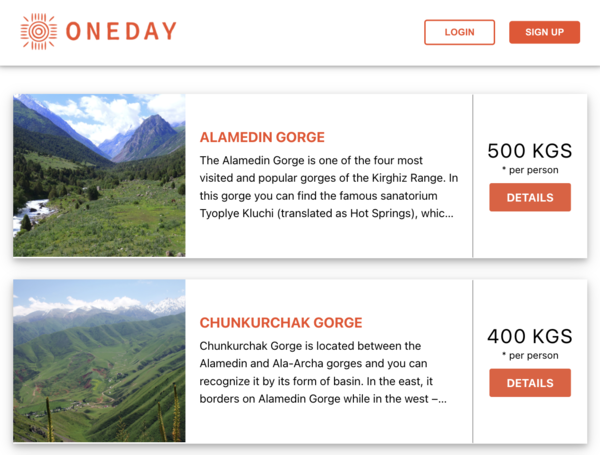 ONEDAY
LOGIN
SIGN UP
ALAMEDIN GORGE
The Alamedin Gorge is one of the four most
visited and popular gorges of the Kirghiz Range. In
this gorge you can find the famous sanatorium
Tyoplye Kluchi (translated as Hot Springs), whic...
500 KGS
* per person
DETAILS
CHUNKURCHAK GORGE
Chunkurchak Gorge is located between the
Alamedin and Ala-Archa gorges and you can
recognize it by its form of basin. In the east, it
borders on Alamedin Gorge while in the west –...
400 KGS
* per person
DETAILS